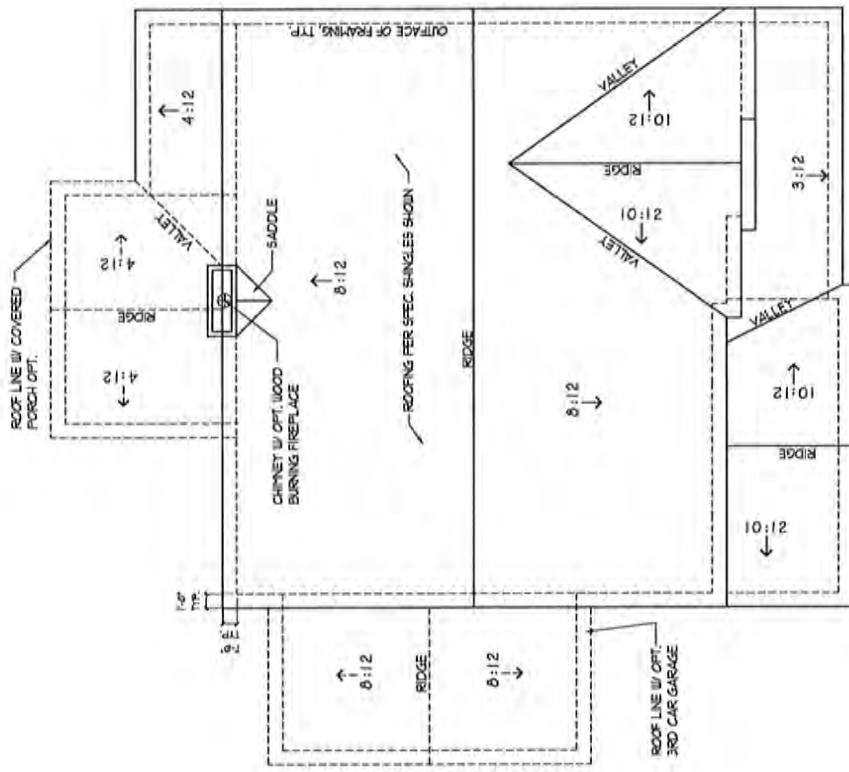 ROOF LINE W/ COVERED
PORCH OPT.
4:12
RIDGE
4:12
VALLEY
4:12
OUTFACE OF FRAMING, TYP.
CHIMNEY W/ OPT. WOOD
BURNING FIREPLACE
SADDLE
8:12
ROOFING PER SPEC. SHINGLES SHOWN
RIDGE
8:12
VALLEY
10:12
RIDGE
10:12
VALLEY
3:12
VALLEY
10:12
RIDGE
10:12
TYP.
8:12
RIDGE
8:12
ROOF LINE W/ OPT.
3RD CAR GARAGE